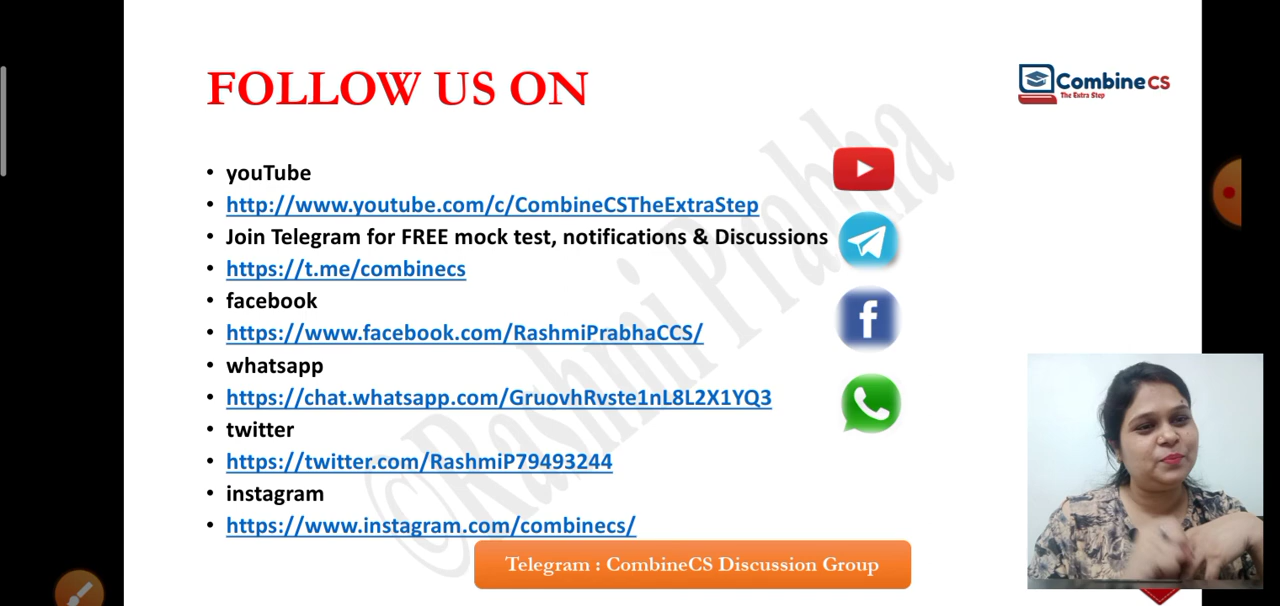 FOLLOW US ON
CombineCS
The Extra Step
• youTube
• http://www.youtube.com/c/CombineCSTheExtraStep
• Join Telegram for FREE mock test, notifications & Discussions
• https://t.me/combinecs
• facebook
• https://www.facebook.com/RashmiPrabhaCCS/
• whatsapp
• https://chat.whatsapp.com/GruovhRvste1nL8L2X1YQ3
• twitter
• https://twitter.com/RashmiP79493244
• instagram
• https://www.instagram.com/combinecs/
Telegram : CombineCS Discussion Group
©Rashmi Prabha